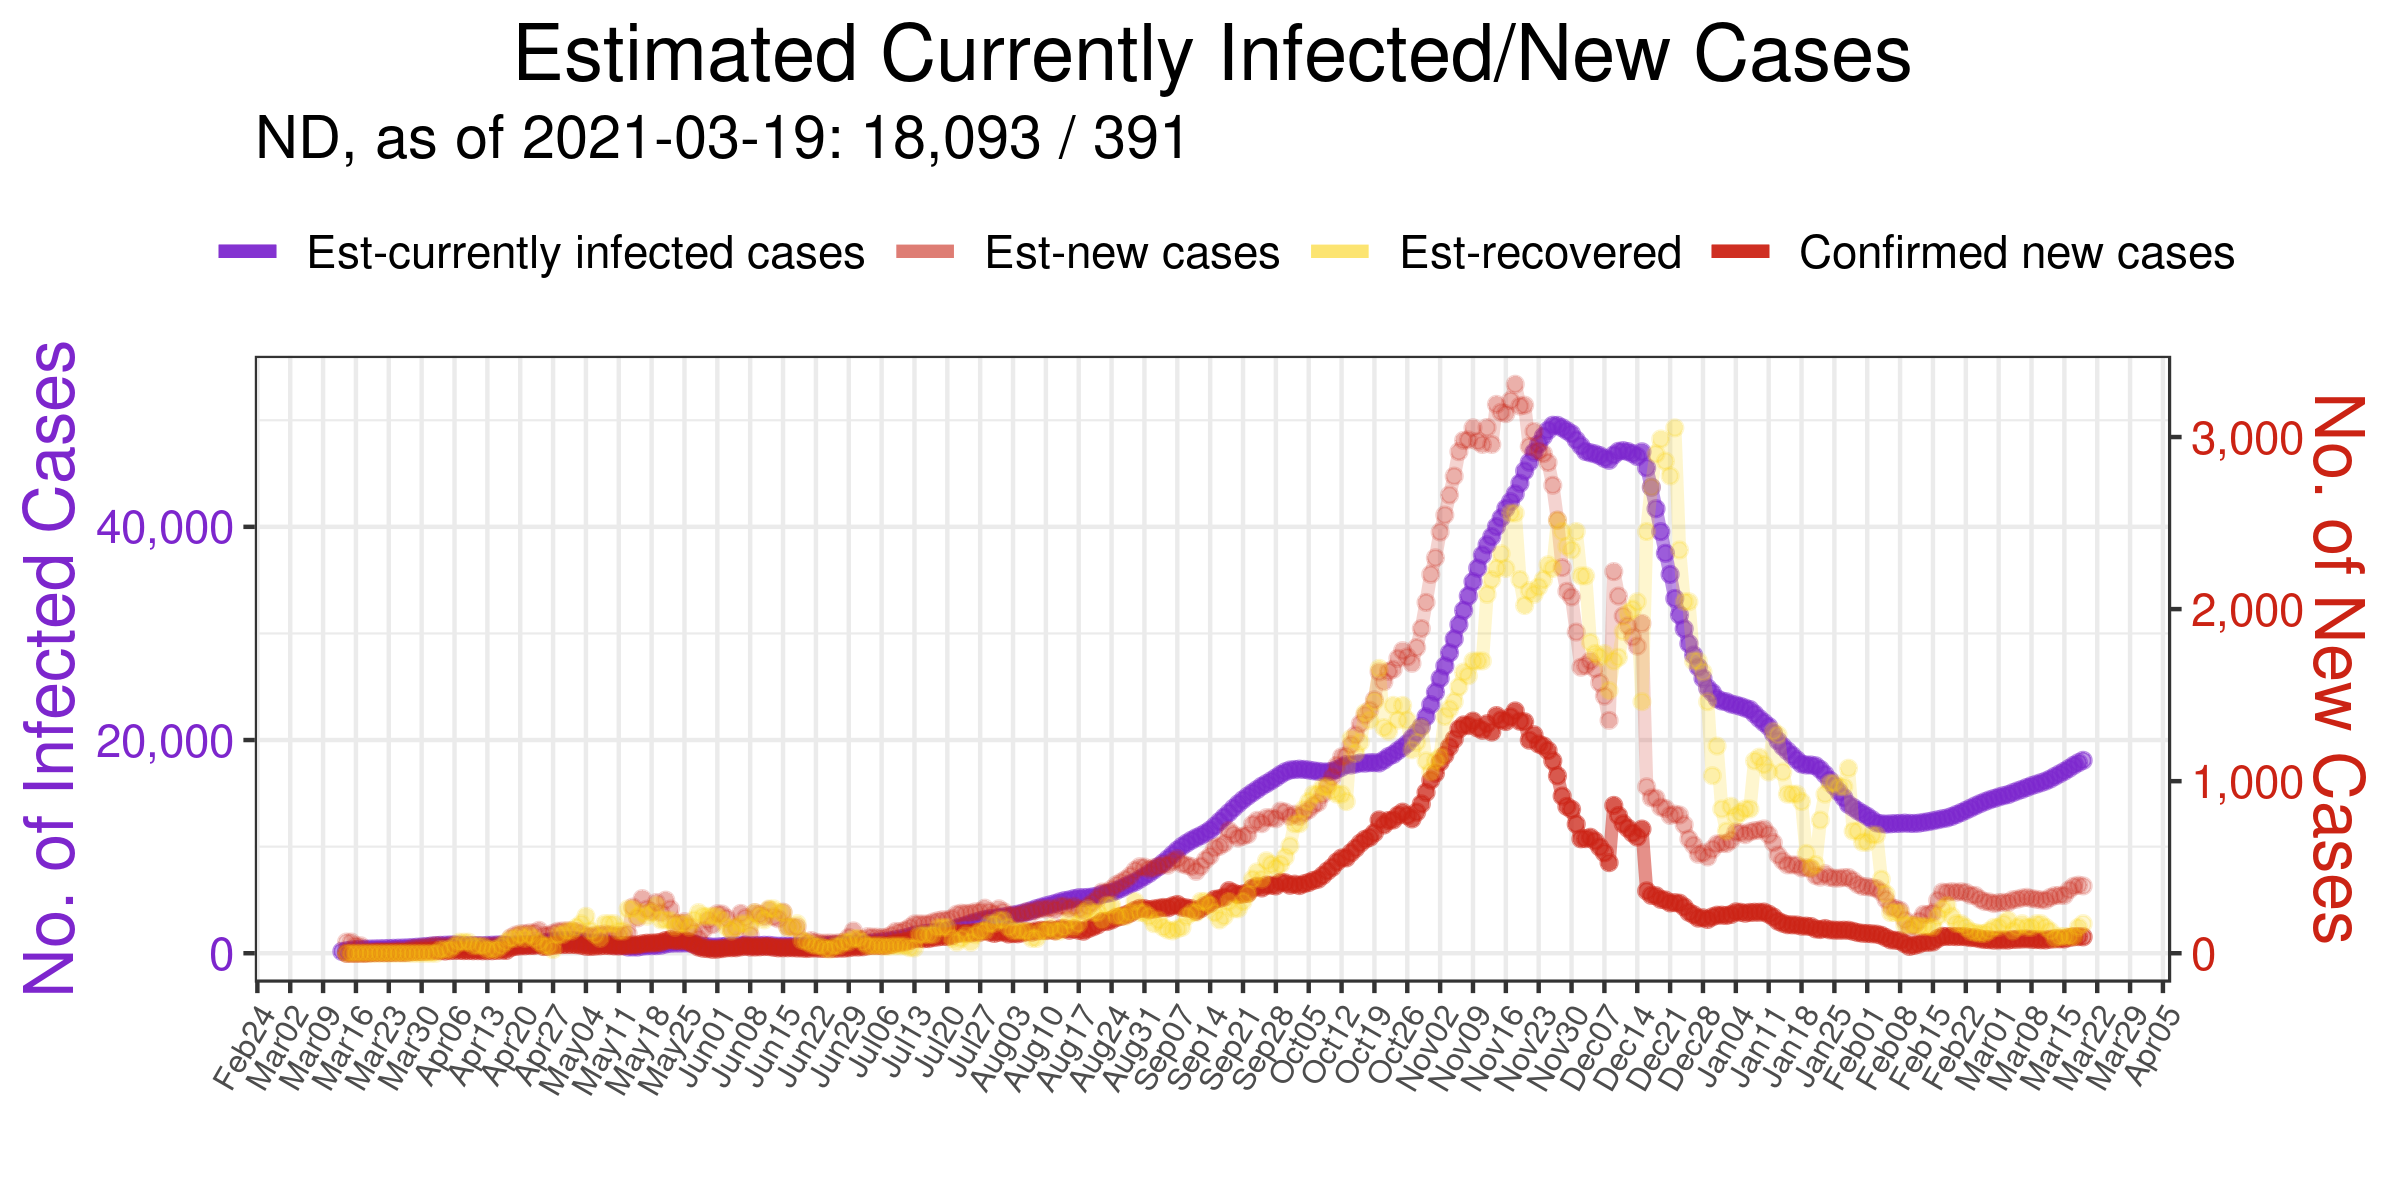 Estimated Currently Infected/New Cases
ND, as of 2021-03-19: 18,093 / 391
Est-currently infected cases Est-new cases Est-recovered Confirmed new cases
No. of Infected Cases
40,000
20,000
0
3,000
2,000
1,000
0
No. of New Cases
Feb24 Mar02 Mar09 Mar16 Mar23 Mar30 Apr06 Apr13 Apr20 Apr27 May04 May11 May18 May25 Jun01 Jun08 Jun15 Jun22 Jun29 Jul06 Jul13 Jul20 Jul27 Aug03 Aug10 Aug17 Aug24 Aug31 Sep07 Sep14 Sep21 Sep28 Oct05 Oct12 Oct19 Oct26 Nov02 Nov09 Nov16 Nov23 Nov30 Dec07 Dec14 Dec21 Dec28 Jan04 Jan11 Jan18 Jan25 Feb01 Feb08 Feb15 Feb22 Mar01 Mar08 Mar15 Mar22 Mar29 Apr05